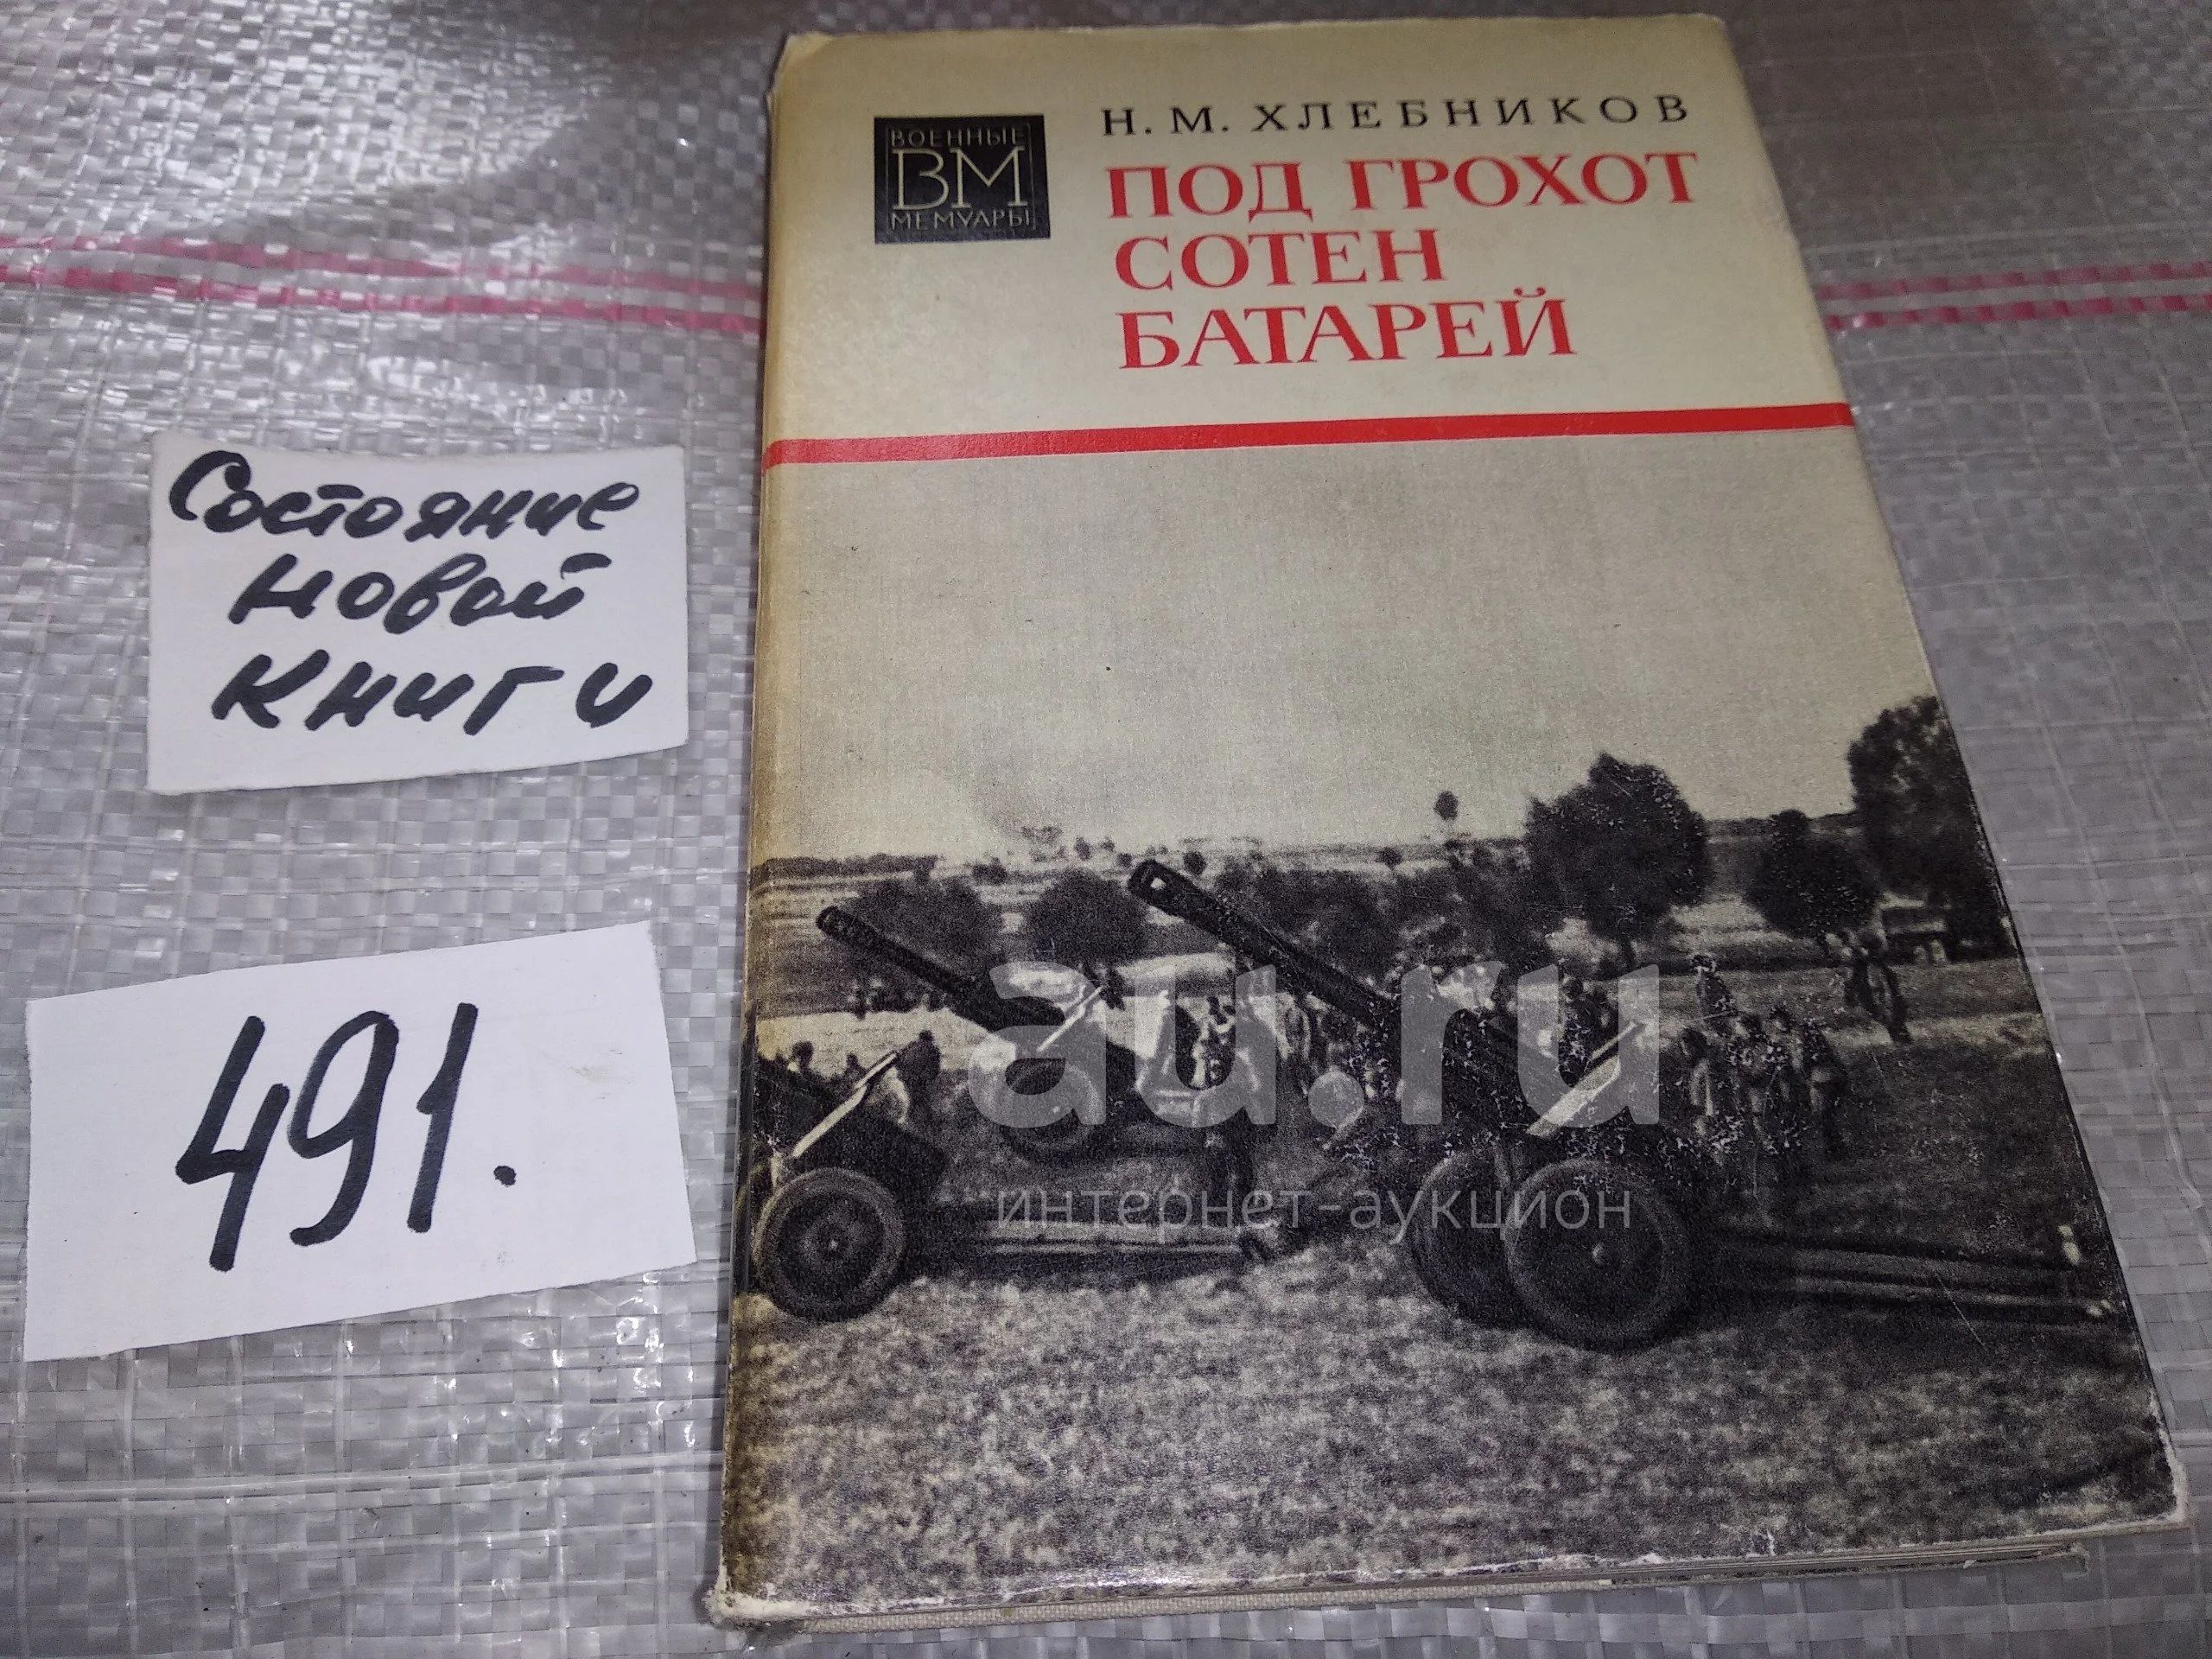 Н. М. ХЛЕБНИКОВ
ВОЕННЫЕ
ВМ
МЕМУАРЫ
ПОД ГРОХОТ
СОТЕН
БАТАРЕЙ
Состояние
новой
книги
491.
au.ru
интернет-аукцион